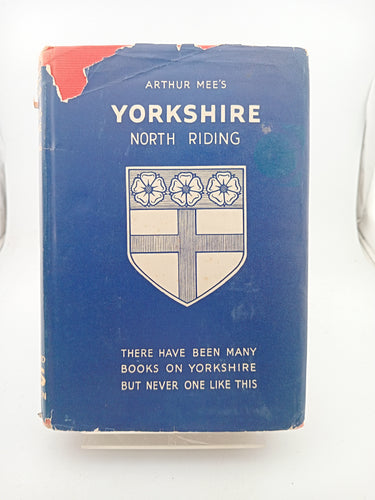 ARTHUR MEE'S
YORKSHIRE
NORTH RIDING
THERE HAVE BEEN MANY
BOOKS ON YORKSHIRE
BUT NEVER ONE LIKE THIS